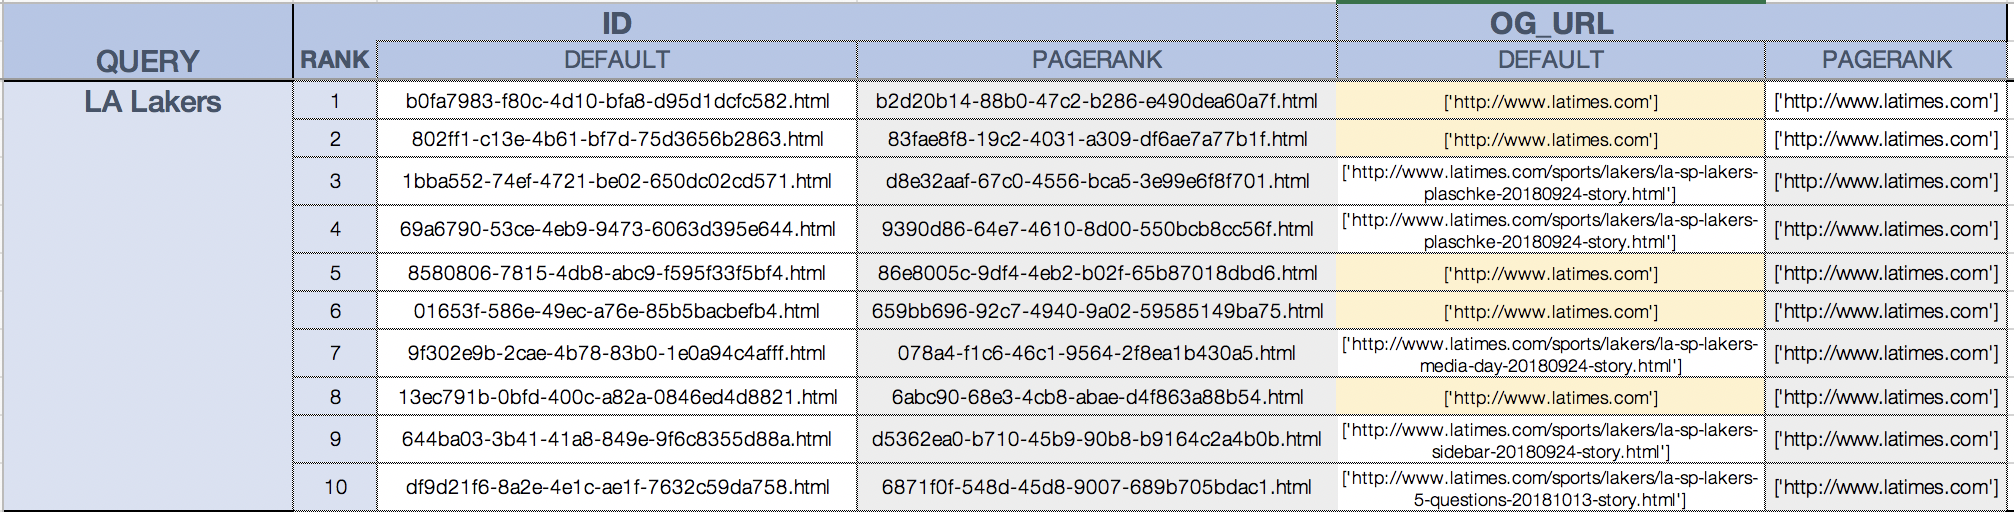 ID OG_URL
QUERY RANK DEFAULT PAGERANK DEFAULT PAGERANK
LA Lakers 1 b0fa7983-f80c-4d10-bfa8-d95d1dcfc582.html b2d20b14-88b0-47c2-b286-e490dea60a7f.html ['http://www.latimes.com'] ['http://www.latimes.com']
2 802ff1-c13e-4b61-bf7d-75d3656b2863.html 83fae8f8-19c2-4031-a309-df6ae7a77b1f.html ['http://www.latimes.com'] ['http://www.latimes.com']
3 1bba552-74ef-4721-be02-650dc02cd571.html d8e32aaf-67c0-4556-bca5-3e99e6f8f701.html ['http://www.latimes.com/sports/lakers/la-sp-lakers-
plaschke-20180924-story.html'] ['http://www.latimes.com']
4 69a6790-53ce-4eb9-9473-6063d395e644.html 9390d86-64e7-4610-8d00-550bcb8cc56f.html ['http://www.latimes.com/sports/lakers/la-sp-lakers-
plaschke-20180924-story.html'] ['http://www.latimes.com']
5 8580806-7815-4db8-abc9-f595f33f5bf4.html 86e8005c-9df4-4eb2-b02f-65b87018dbd6.html ['http://www.latimes.com'] ['http://www.latimes.com']
6 01653f-586e-49ec-a76e-85b5bacbefb4.html 659bb696-92c7-4940-9a02-59585149ba75.html ['http://www.latimes.com'] ['http://www.latimes.com']
7 9f302e9b-2cae-4b78-83b0-1e0a94c4afff.html 078a4-f1c6-46c1-9564-2f8ea1b430a5.html ['http://www.latimes.com/sports/lakers/la-sp-lakers-
media-day-20180924-story.html'] ['http://www.latimes.com']
8 13ec791b-0bfd-400c-a82a-0846ed4d8821.html 6abc90-68e3-4cb8-abae-d4f863a88b54.html ['http://www.latimes.com'] ['http://www.latimes.com']
9 644ba03-3b41-41a8-849e-9f6c8355d88a.html d5362ea0-b710-45b9-90b8-b9164c2a4b0b.html ['http://www.latimes.com/sports/lakers/la-sp-lakers-
sidebar-20180924-story.html'] ['http://www.latimes.com']
10 df9d21f6-8a2e-4e1c-ae1f-7632c59da758.html 6871f0f-548d-45d8-9007-689b705bdac1.html ['http://www.latimes.com/sports/lakers/la-sp-lakers-
5-questions-20181013-story.html'] ['http://www.latimes.com']